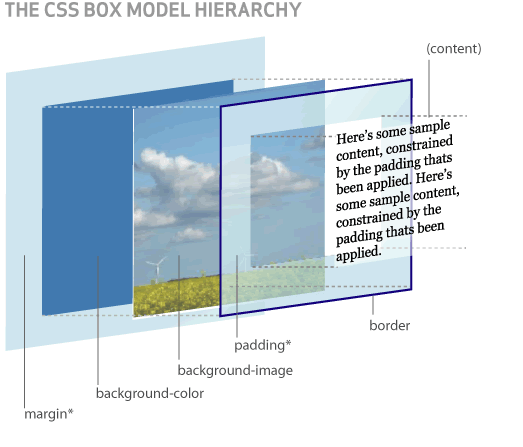 THE CSS BOX MODEL HIERARCHY
(content)
Here's some sample
content, constrained
by the padding thats
been applied. Here's
some sample content,
constrained by the
padding thats been
applied.
border
padding*
background-image
background-color
margin*